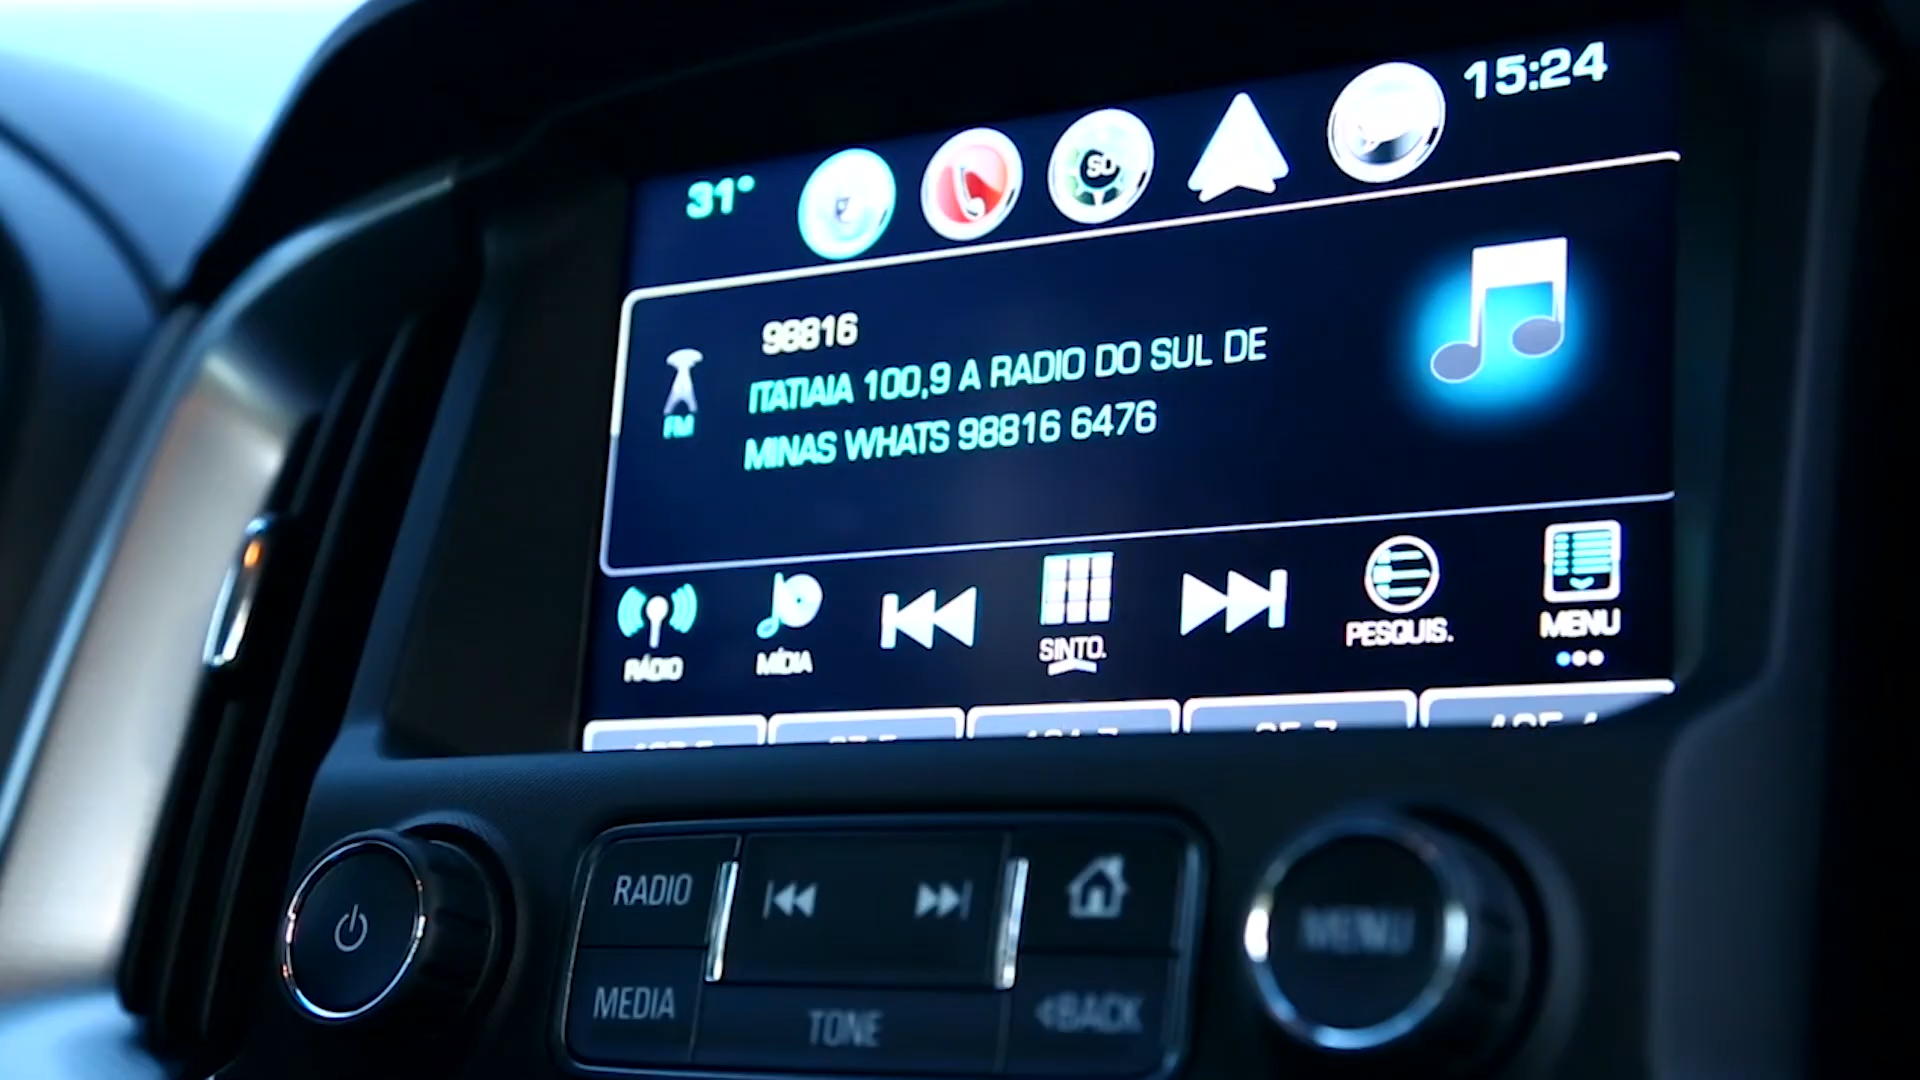 31° 15:24
98816
ITATIAIA 100,9 A RADIO DO SUL DE
FM
MINAS WHATS 98816 6476
RÁDIO MÍDIA SINTO. PESQUIS. MENU
RADIO
MENU
MEDIA TONE BACK